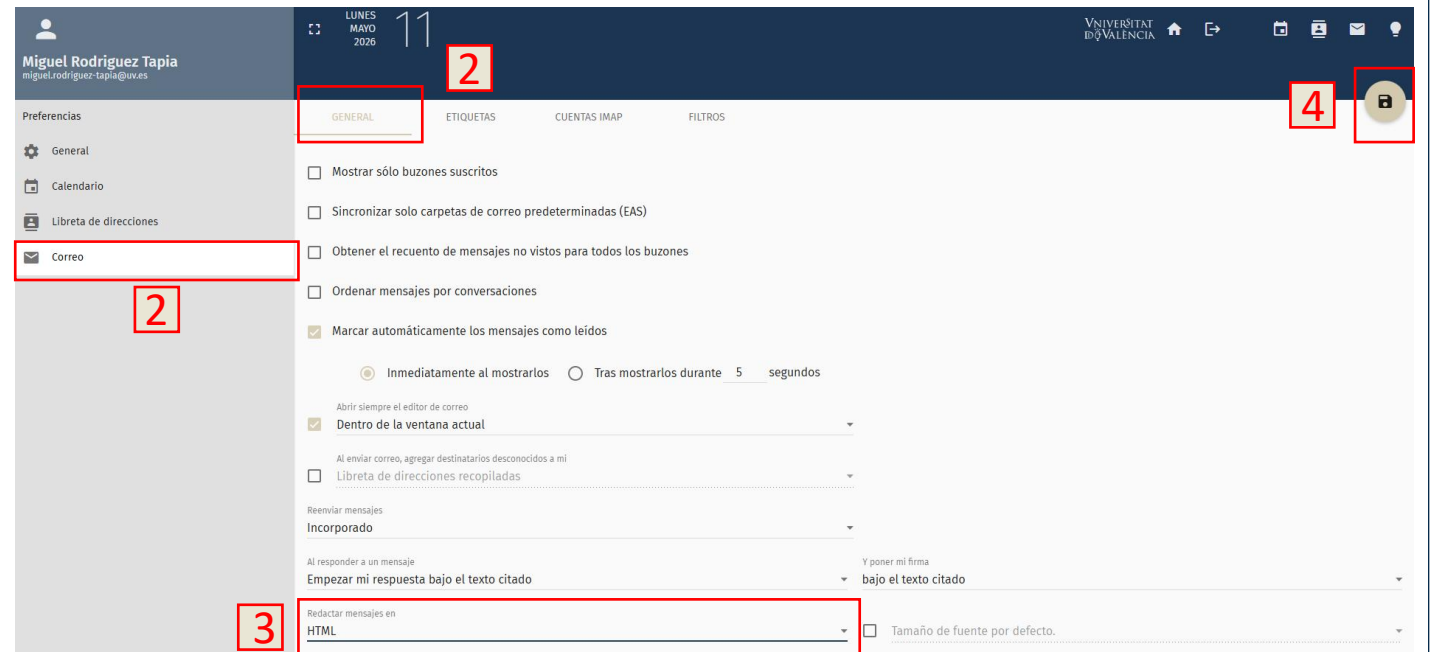 LUNES
MAYO
2026
11
VNIVERSITAT
DÖVALÈNCIA
Miguel Rodriguez Tapia
miguel.rodriguez-tapia@uv.es
2
4
Preferencias
GENERAL
ETIQUETAS
CUENTAS IMAP
FILTROS
General
Calendario
Libreta de direcciones
Correo
2
Mostrar sólo buzones suscritos
Sincronizar solo carpetas de correo predeterminadas (EAS)
Obtener el recuento de mensajes no vistos para todos los buzones
Ordenar mensajes por conversaciones
Marcar automáticamente los mensajes como leídos
Inmediatamente al mostrarlos
Tras mostrarlos durante 5 segundos
Abrir siempre el editor de correo
Dentro de la ventana actual
Al enviar correo, agregar destinatarios desconocidos a mi
Libreta de direcciones recopiladas
Reenviar mensajes
Incorporado
Al responder a un mensaje
Empezar mi respuesta bajo el texto citado
Y poner mi firma
bajo el texto citado
3
Redactar mensajes en
HTML
Tamaño de fuente por defecto.